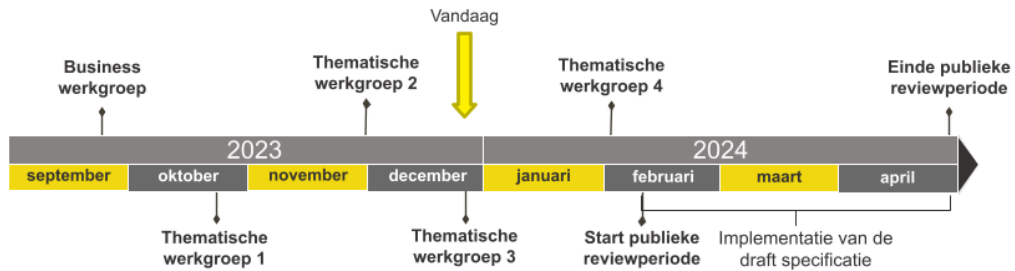 Vandaag
Business
werkgroep
Thematische
werkgroep 2
Thematische
werkgroep 4
Einde publieke
reviewperiode
2023
2024
september
oktober
november
december
januari
februari
maart
april
Thematische
werkgroep 1
Thematische
werkgroep 3
Start publieke
reviewperiode
Implementatie van de
draft specificatie